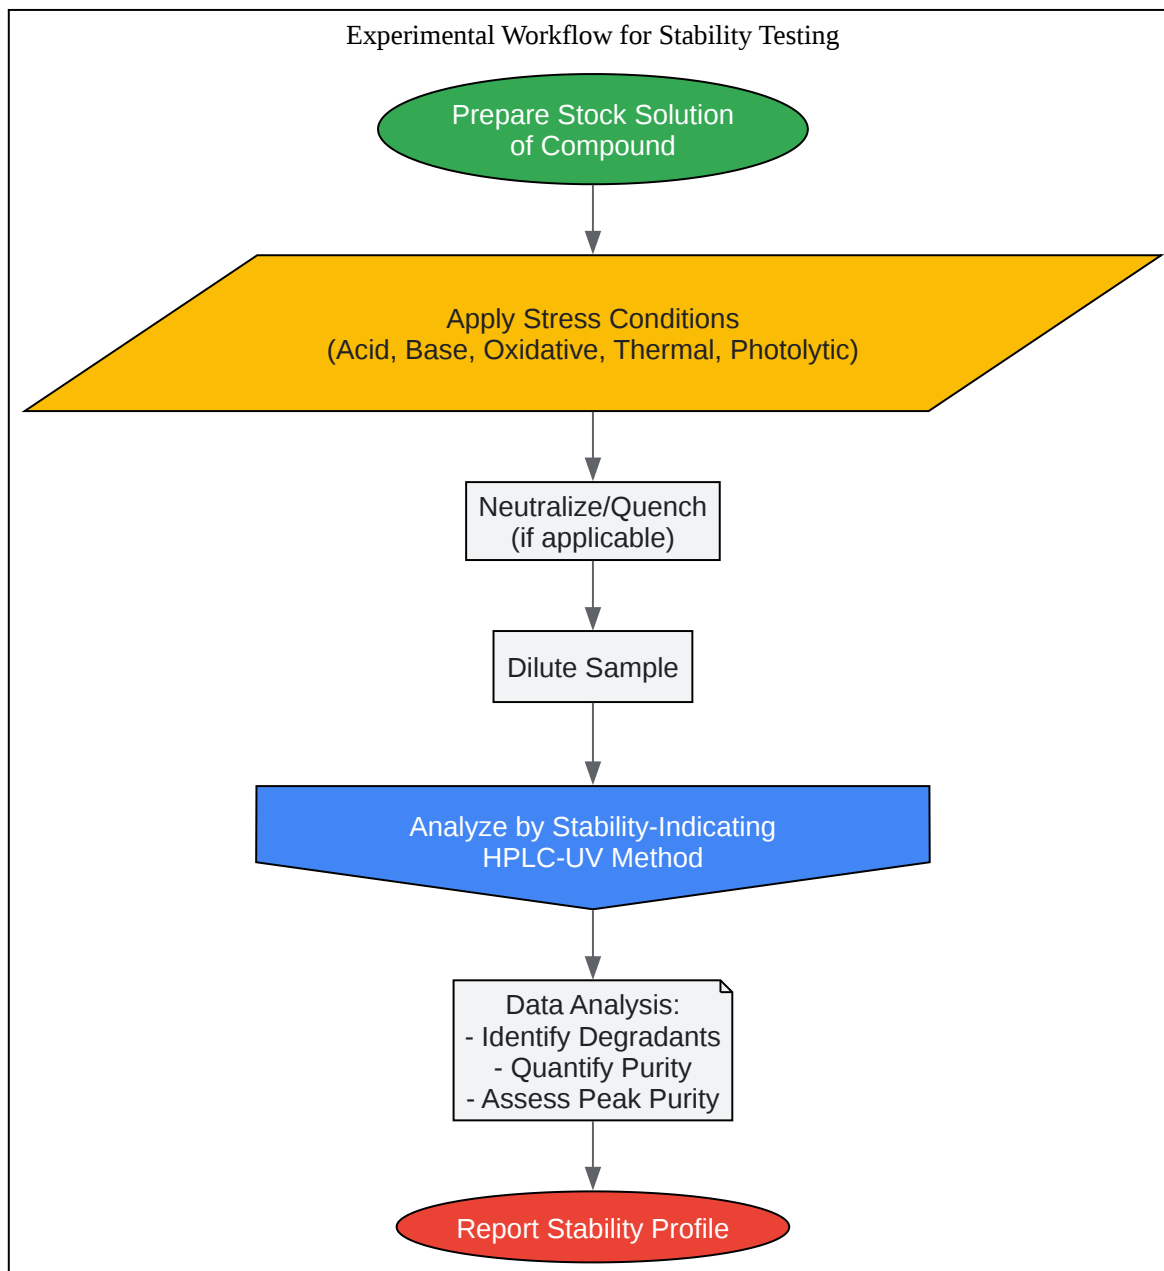 Experimental Workflow for Stability Testing
Prepare Stock Solution
of Compound
Apply Stress Conditions
(Acid, Base, Oxidative, Thermal, Photolytic)
Neutralize/Quench
(if applicable)
Dilute Sample
Analyze by Stability-Indicating
HPLC-UV Method
Data Analysis:
- Identify Degradants
- Quantify Purity
- Assess Peak Purity
Report Stability Profile